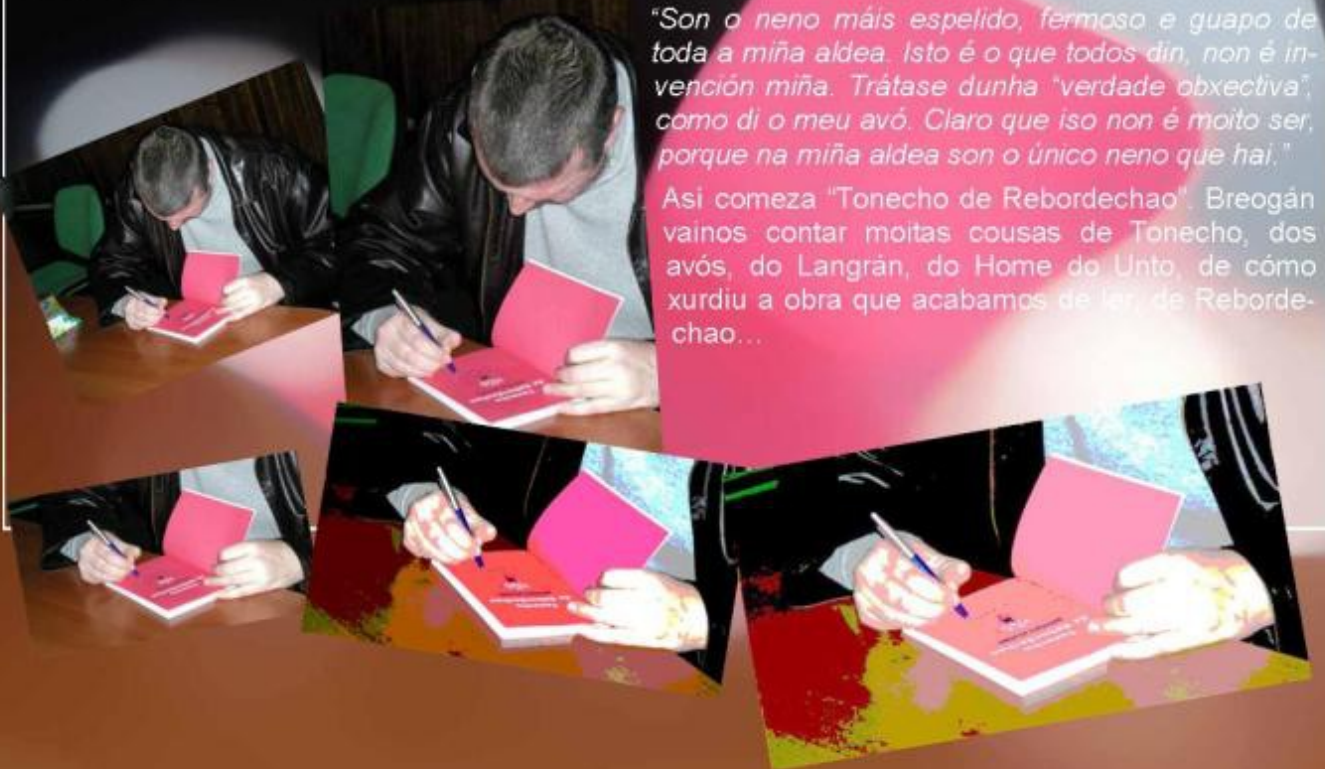 “Son o neno máis espelido, fermoso e guapo de
toda a miña aldea. Isto é o que todos din, non é in-
vención miña. Trátase dunha “verdade obxectiva”,
como di o meu avó. Claro que iso non é moito ser,
porque na miña aldea son o único neno que hai.”
Asi comeza “Tonecho de Rebordechao”. Breogán
vainos contar moitas cousas de Tonecho, dos
avós, do Langrán, do Home do Unto, de cómo
xurdiu a obra que acabamos de ler, de Reborde-
chao…